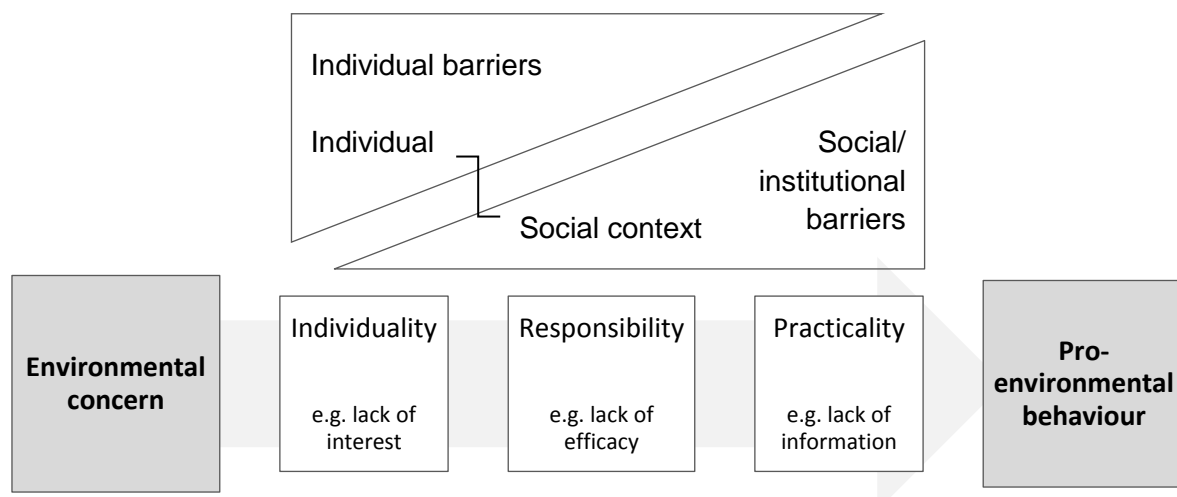 Individual barriers
Individual
Social context
Social/
institutional
barriers
Environmental
concern
Individuality
e.g. lack of
interest
Responsibility
e.g. lack of
efficacy
Practicality
e.g. lack of
information
Pro-
environmental
behaviour